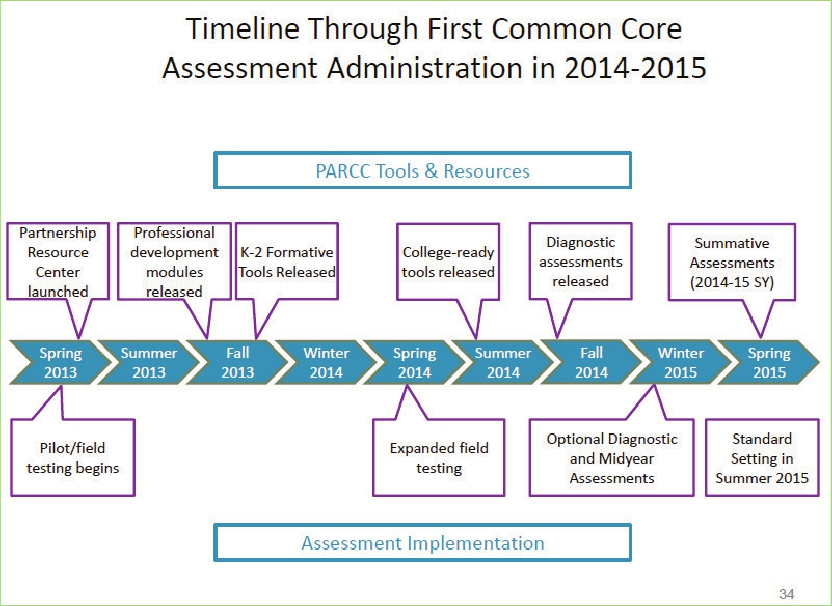 Timeline Through First Common Core
Assessment Administration in 2014-2015
PARCC Tools & Resources
Partnership
Resource
Center
launched
Professional
development
modules
released
K-2 Formative
Tools Released
College-ready
tools released
Diagnostic
assessments
released
Summative
Assessments
(2014-15 SY)
Spring
2013
Summer
2013
Fall
2013
Winter
2014
Spring
2014
Summer
2014
Fall
2014
Winter
2015
Spring
2015
Pilot/field
testing begins
Expanded field
testing
Optional Diagnostic
and Midyear
Assessments
Standard
Setting in
Summer 2015
Assessment Implementation
34